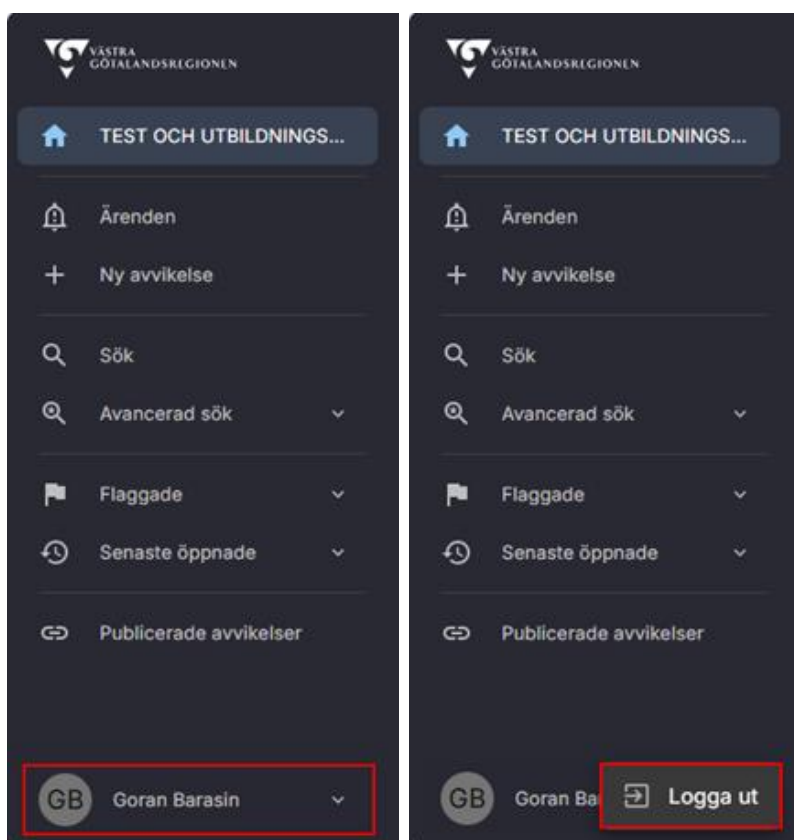 VÄSTRA
GÖTALANDSREGIONEN
TEST OCH UTBILDNINGS...
Ärenden
Ny avvikelse
Sök
Avancerad sök
Flaggade
Senaste öppnade
Publicerade avvikelser
GB Goran Barasin
VÄSTRA
GÖTALANDSREGIONEN
TEST OCH UTBILDNINGS...
Ärenden
Ny avvikelse
Sök
Avancerad sök
Flaggade
Senaste öppnade
Publicerade avvikelser
GB Goran Ba Logga ut